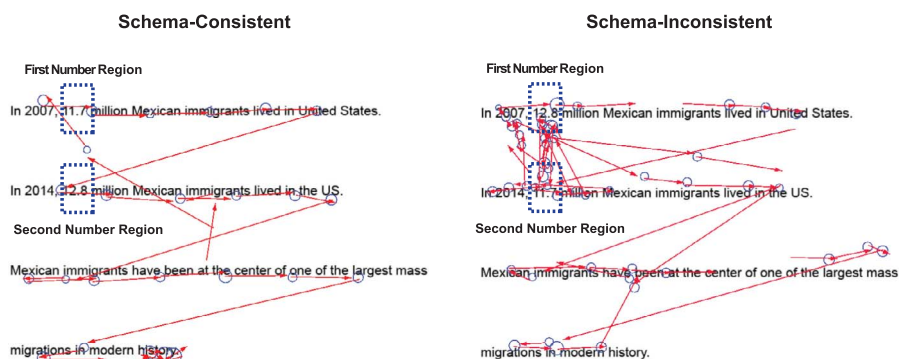 Schema-Consistent
First Number Region
In 2007, 11.7 million Mexican immigrants lived in United States.
In 2014, 12.8 million Mexican immigrants lived in the US.
Second Number Region
Mexican immigrants have been at the center of one of the largest mass
migrations in modern history.
Schema-Inconsistent
First Number Region
In 2007, 12.8 million Mexican immigrants lived in United States.
In 2014, 11.7 million Mexican immigrants lived in the US.
Second Number Region
Mexican immigrants have been at the center of one of the largest mass
migrations in modern history.